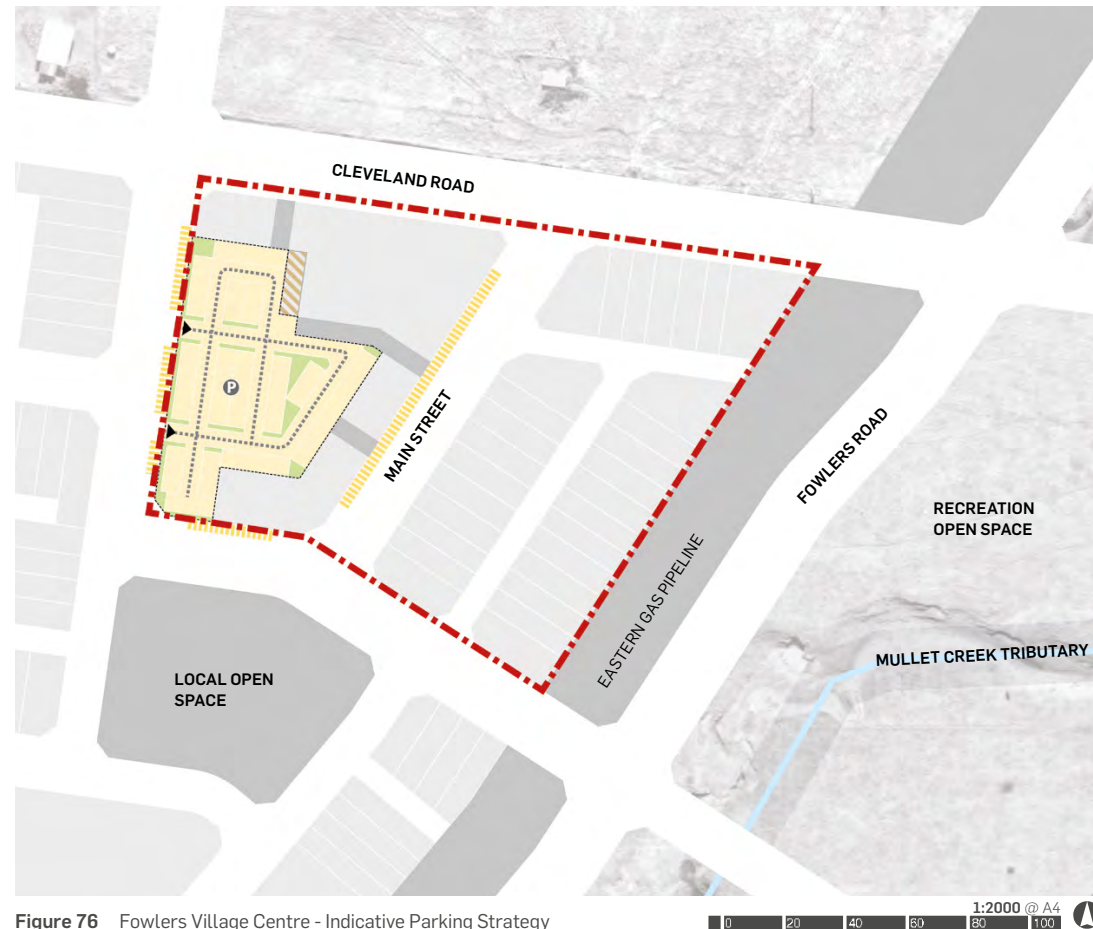 CLEVELAND ROAD
P
MAIN STREET
FOWLERS ROAD
RECREATION
OPEN SPACE
EASTERN GAS PIPELINE
MULLET CREEK TRIBUTARY
LOCAL OPEN
SPACE
Figure 76 Fowlers Village Centre - Indicative Parking Strategy
1:2000 @ A4
0 20 40 60 80 100